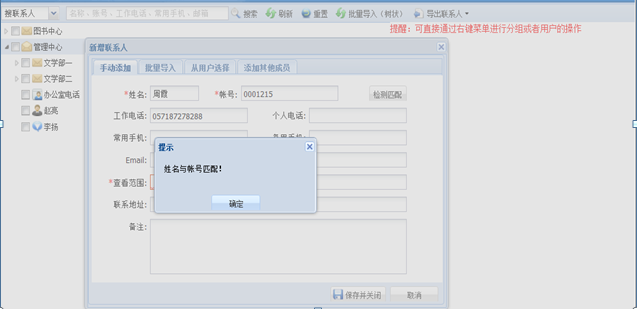 搜联系人 名称、帐号、工作电话、常用手机、邮箱 搜索 刷新 重置 批量导入（树状） 导出联系人
提醒：可直接通过右键菜单进行分组或者用户的操作
图书中心
管理中心
文学部一
文学部二
办公室电话
赵亮
李扬
新增联系人
手动添加 批量导入 从用户选择 添加其他成员
*姓名: 周霞 *帐号: 0001215 检测匹配
工作电话: 057187278288 个人电话:
常用手机:
Email:
*查看范围:
联系地址:
备注:
提示
姓名与帐号匹配!
确定
保存并关闭 取消